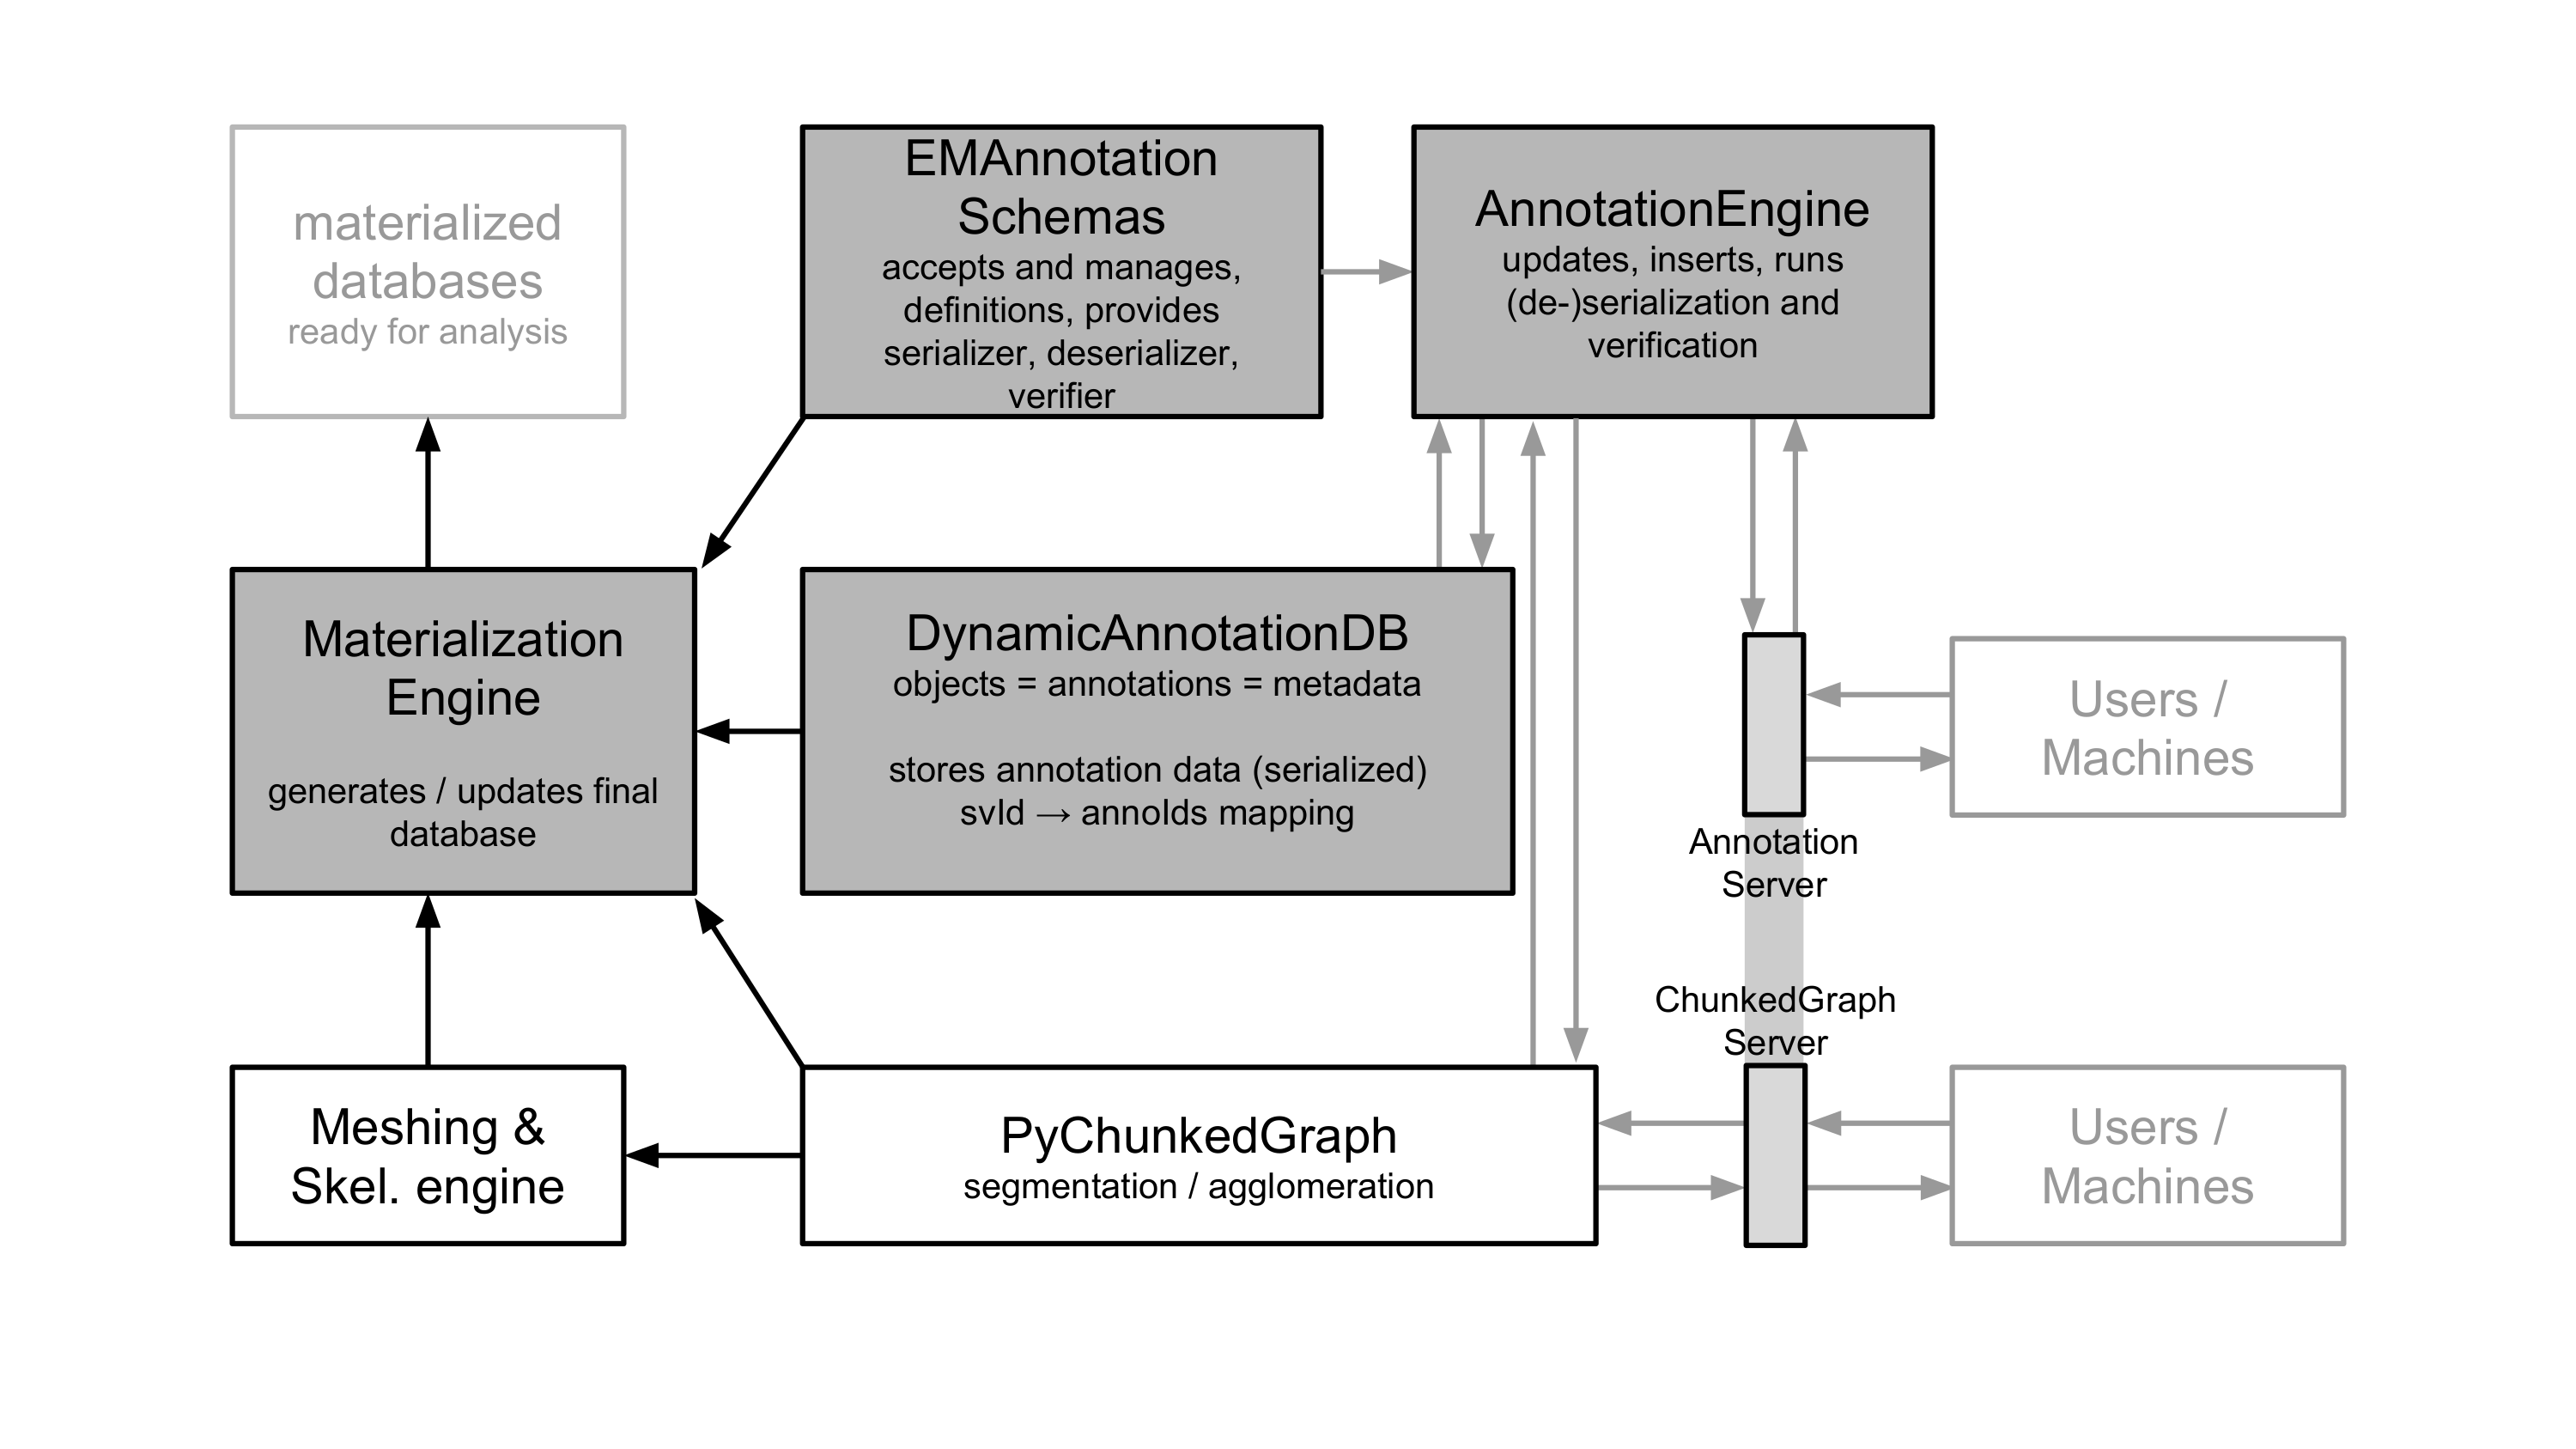 materialized
databases
ready for analysis
EMAnnotation
Schemas
accepts and manages,
definitions, provides
serializer, deserializer,
verifier
AnnotationEngine
updates, inserts, runs
(de-)serialization and
verification
Materialization
Engine
generates / updates final
database
DynamicAnnotationDB
objects = annotations = metadata
stores annotation data (serialized)
svId → annoIds mapping
Users /
Machines
Annotation
Server
ChunkedGraph
Server
Meshing &
Skel. engine
PyChunkedGraph
segmentation / agglomeration
Users /
Machines